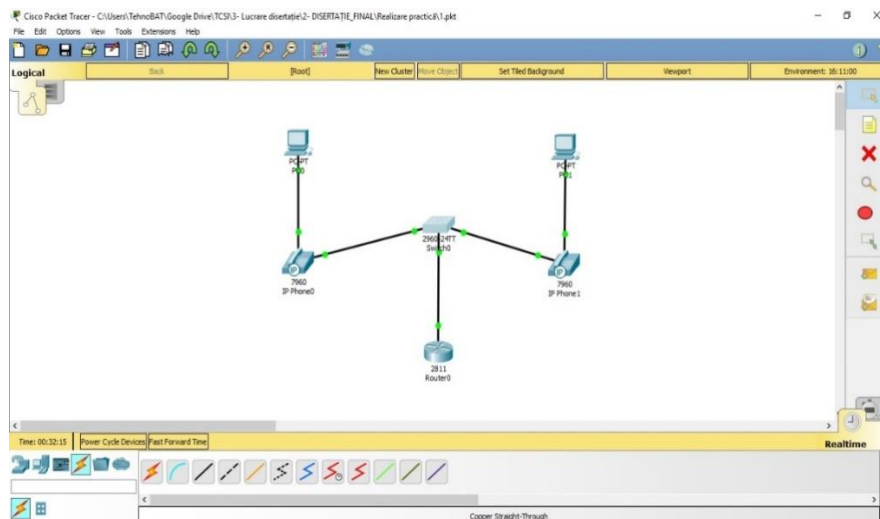 Cisco Packet Tracer - C:\Users\TehnoBAT\Google Drive\TCSI\3- Lucrare disertație\2- DISERTAȚIE_FINAL\Realizare practică\1.pkt
File Edit Options View Tools Extensions Help
Logical Back [Root] New Cluster Move Object Set Tiled Background Viewport Environment: 16:11:00
PC-PT
PC0
PC-PT
PC1
2960-24TT
Switch0
7960
IP Phone0
7960
IP Phone1
2811
Router0
Time: 00:32:15 Power Cycle Devices Fast Forward Time Realtime
Copper Straight-Through